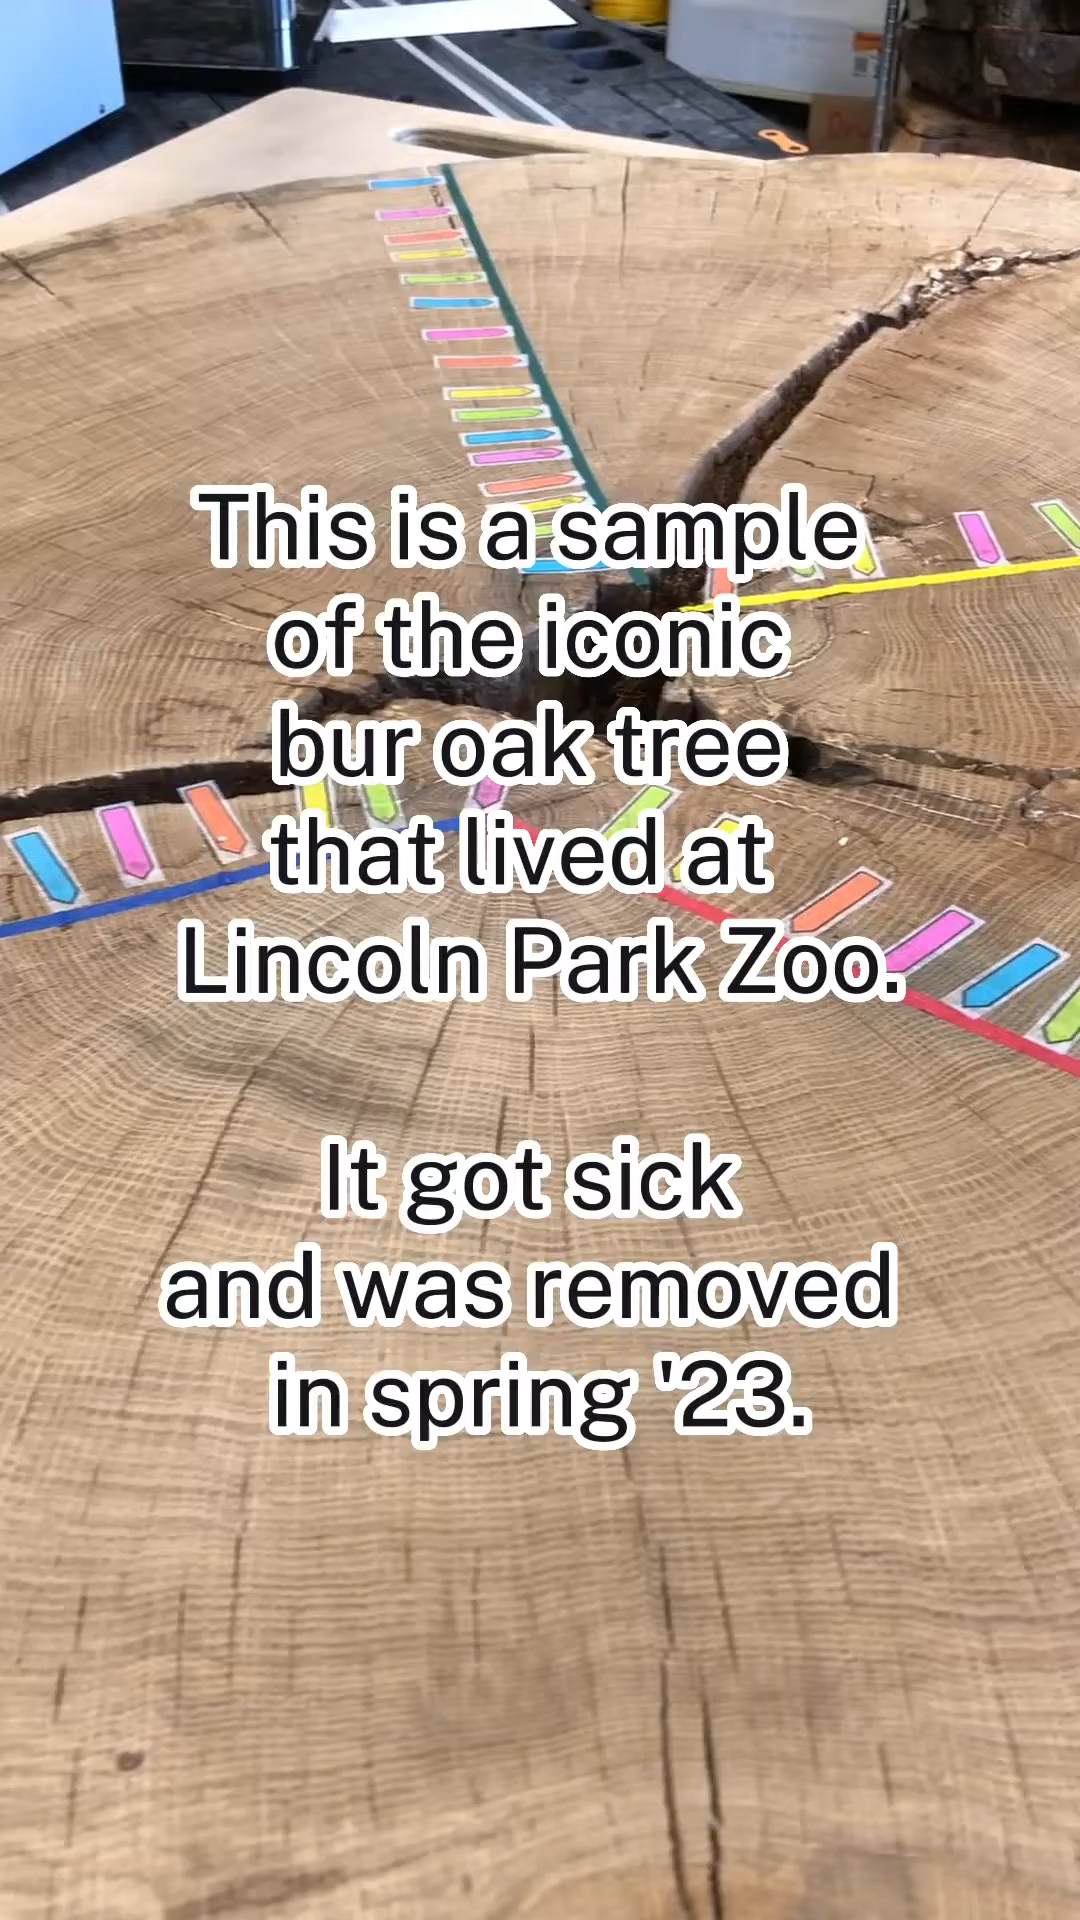 This is a sample
of the iconic
bur oak tree
that lived at
Lincoln Park Zoo.
It got sick
and was removed
in spring '23.